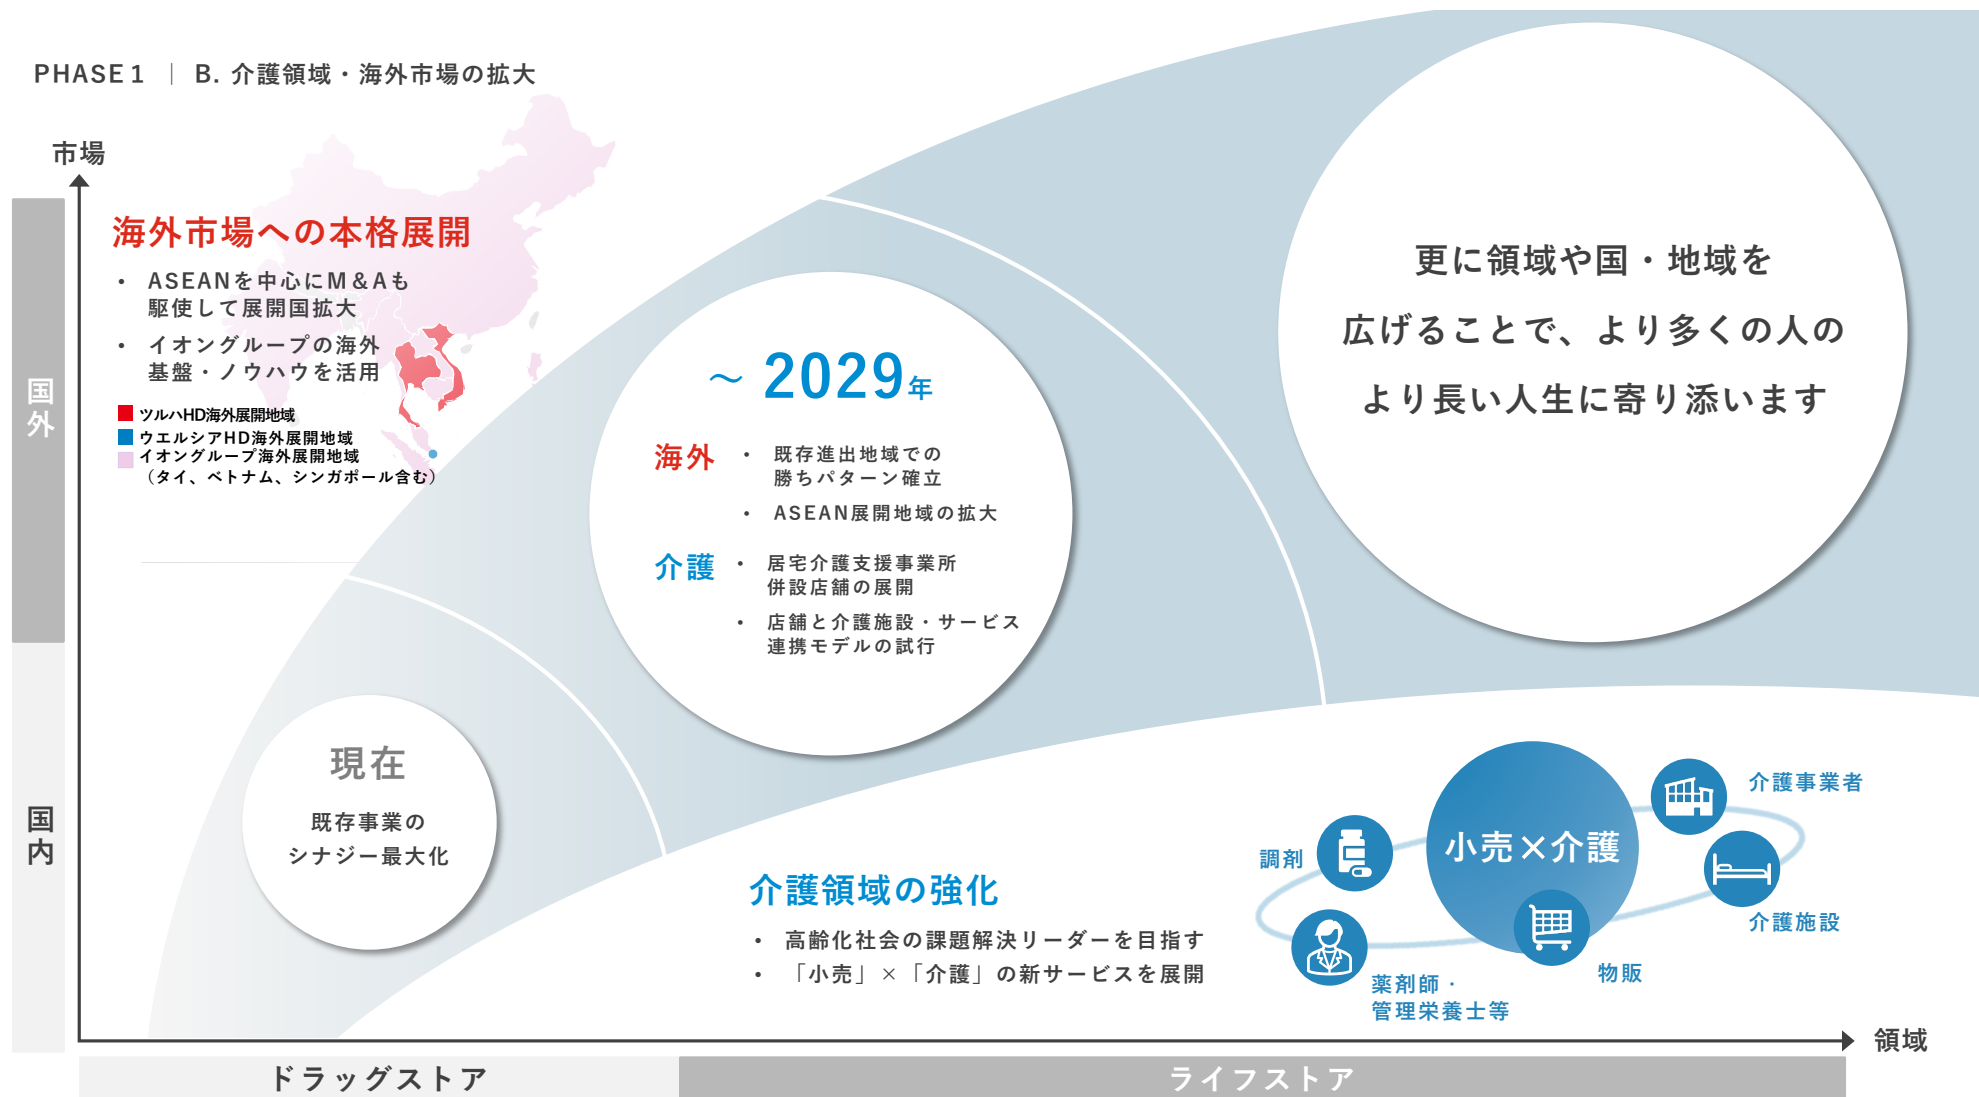 PHASE1 ｜ B. 介護領域・海外市場の拡大
市場
国外
国内
海外市場への本格展開
• ASEANを中心にM&Aも
駆使して展開国拡大
• イオングループの海外
基盤・ノウハウを活用
ツルハHD海外展開地域
ウエルシアHD海外展開地域
イオングループ海外展開地域
（タイ、ベトナム、シンガポール含む）
現在
既存事業の
シナジー最大化
～ 2029年
海外
• 既存進出地域での
勝ちパターン確立
• ASEAN展開地域の拡大
介護
• 居宅介護支援事業所
併設店舗の展開
• 店舗と介護施設・サービス
連携モデルの試行
更に領域や国・地域を
広げることで、より多くの人の
より長い人生に寄り添います
介護領域の強化
• 高齢化社会の課題解決リーダーを目指す
• 「小売」×「介護」の新サービスを展開
小売×介護
調剤
介護事業者
介護施設
物販
薬剤師・
管理栄養士等
領域
ドラッグストア
ライフストア